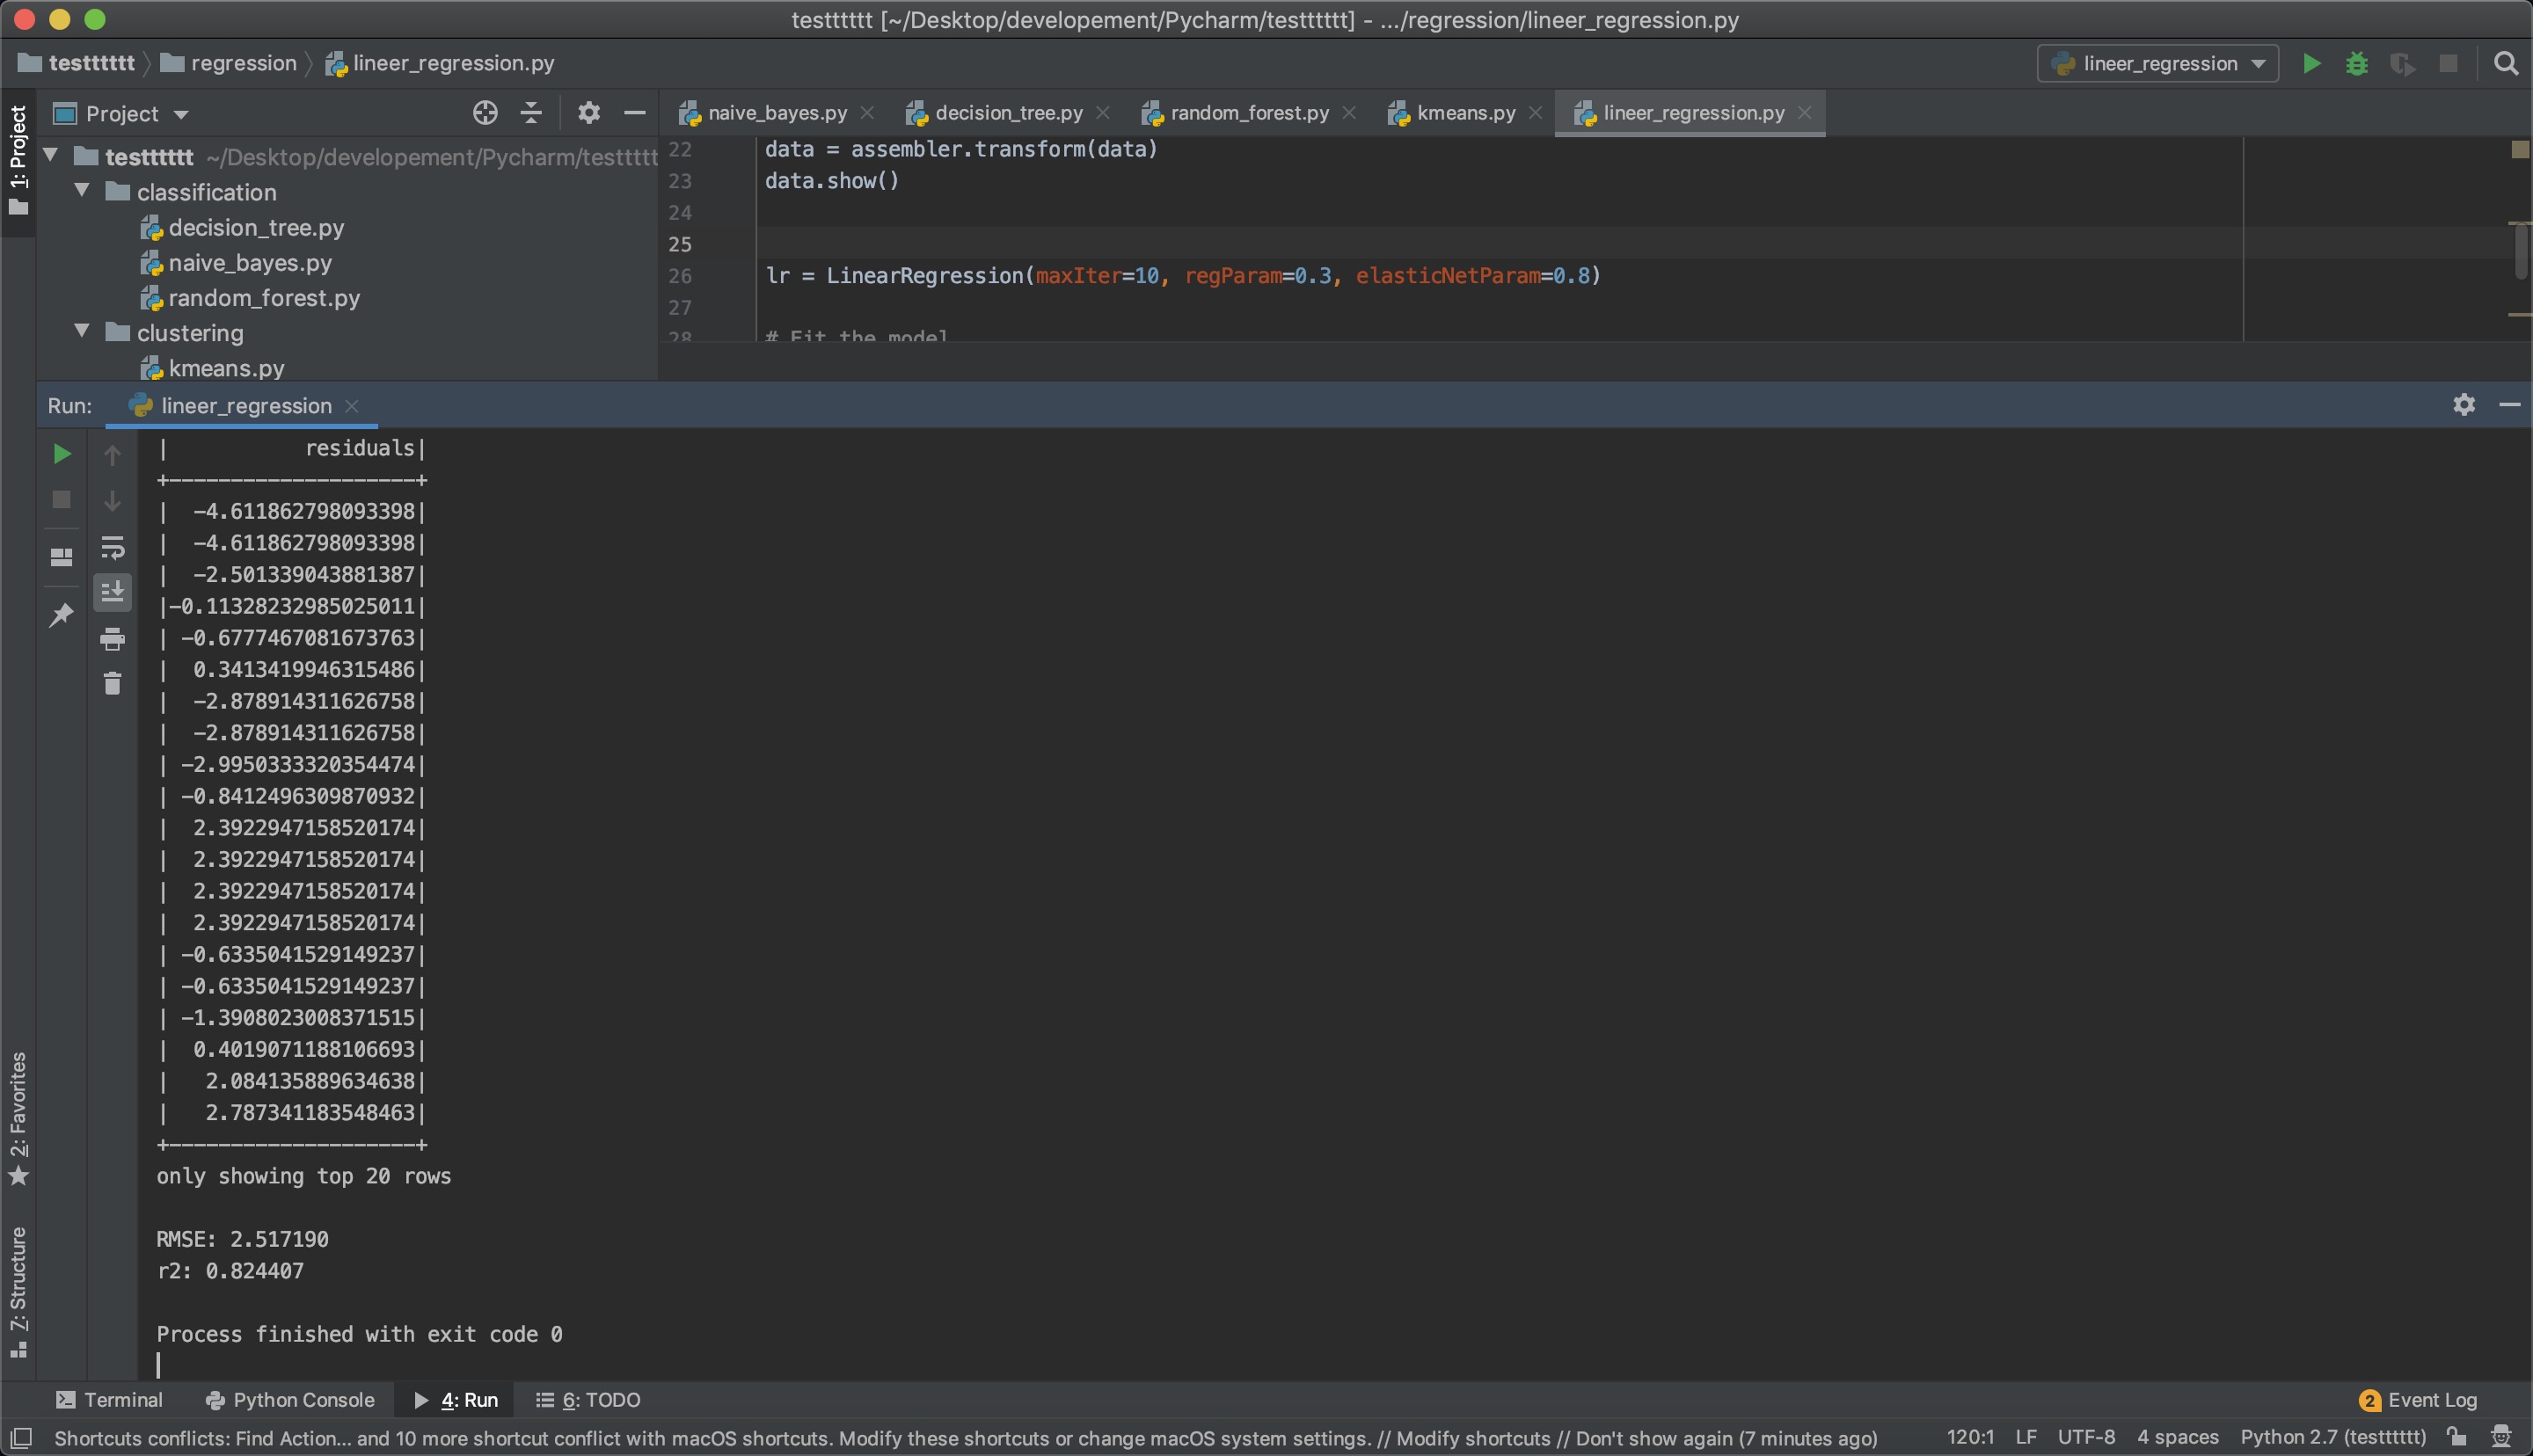 testttttt [~/Desktop/developement/Pycharm/testttttt] - .../regression/lineer_regression.py
testttttt regression lineer_regression.py
lineer_regression
1: Project
Project
naive_bayes.py decision_tree.py random_forest.py kmeans.py lineer_regression.py
testttttt ~/Desktop/developement/Pycharm/testtttt
classification
decision_tree.py
naive_bayes.py
random_forest.py
clustering
kmeans.py
22 data = assembler.transform(data)
23 data.show()
24
25
26 lr = LinearRegression(maxIter=10, regParam=0.3, elasticNetParam=0.8)
27
28 # Fit the model
Run: lineer_regression
|           residuals|
+--------------------+
|  -4.611862798093398|
|  -4.611862798093398|
|  -2.501339043881387|
|-0.11328232985025011|
| -0.6777467081673763|
|  0.3413419946315486|
|  -2.878914311626758|
|  -2.878914311626758|
| -2.9950333320354474|
| -0.8412496309870932|
|  2.3922947158520174|
|  2.3922947158520174|
|  2.3922947158520174|
|  2.3922947158520174|
| -0.6335041529149237|
| -0.6335041529149237|
| -1.3908023008371515|
|  0.4019071188106693|
|   2.084135889634638|
|   2.787341183548463|
+--------------------+
only showing top 20 rows
RMSE: 2.517190
r2: 0.824407
Process finished with exit code 0
2: Favorites
7: Structure
Terminal Python Console 4: Run 6: TODO
2 Event Log
Shortcuts conflicts: Find Action... and 10 more shortcut conflict with macOS shortcuts. Modify these shortcuts or change macOS system settings. // Modify shortcuts // Don't show again (7 minutes ago)
120:1 LF UTF-8 4 spaces Python 2.7 (testttttt)